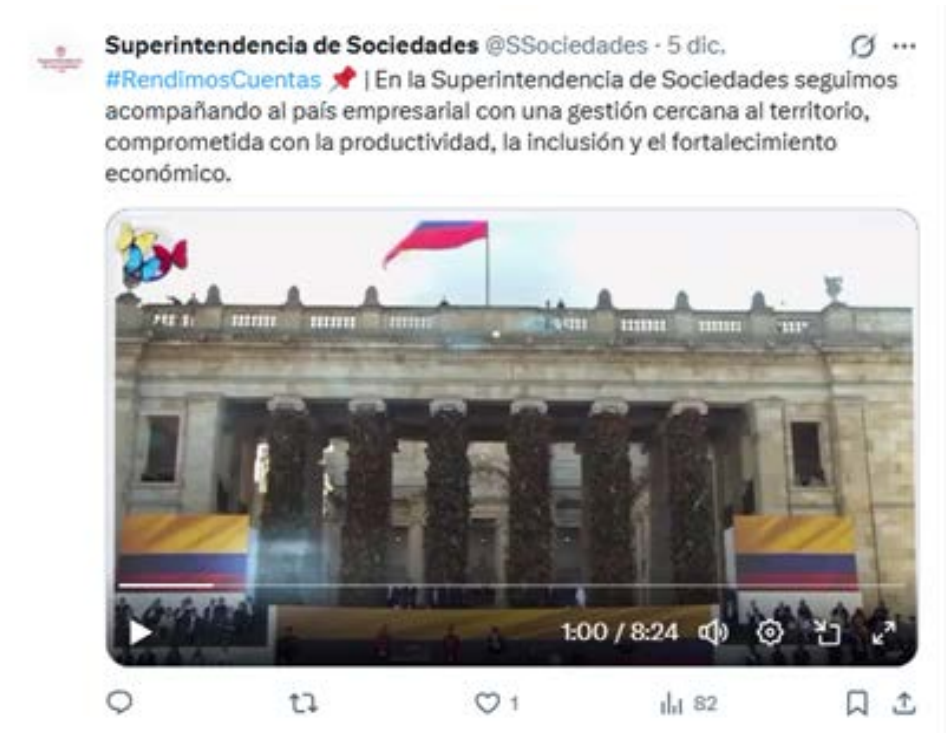 Superintendencia de Sociedades @SSociedades · 5 dic.
#RendimosCuentas 📌 | En la Superintendencia de Sociedades seguimos
acompañando al país empresarial con una gestión cercana al territorio,
comprometida con la productividad, la inclusión y el fortalecimiento
económico.
1:00 / 8:24
1
82